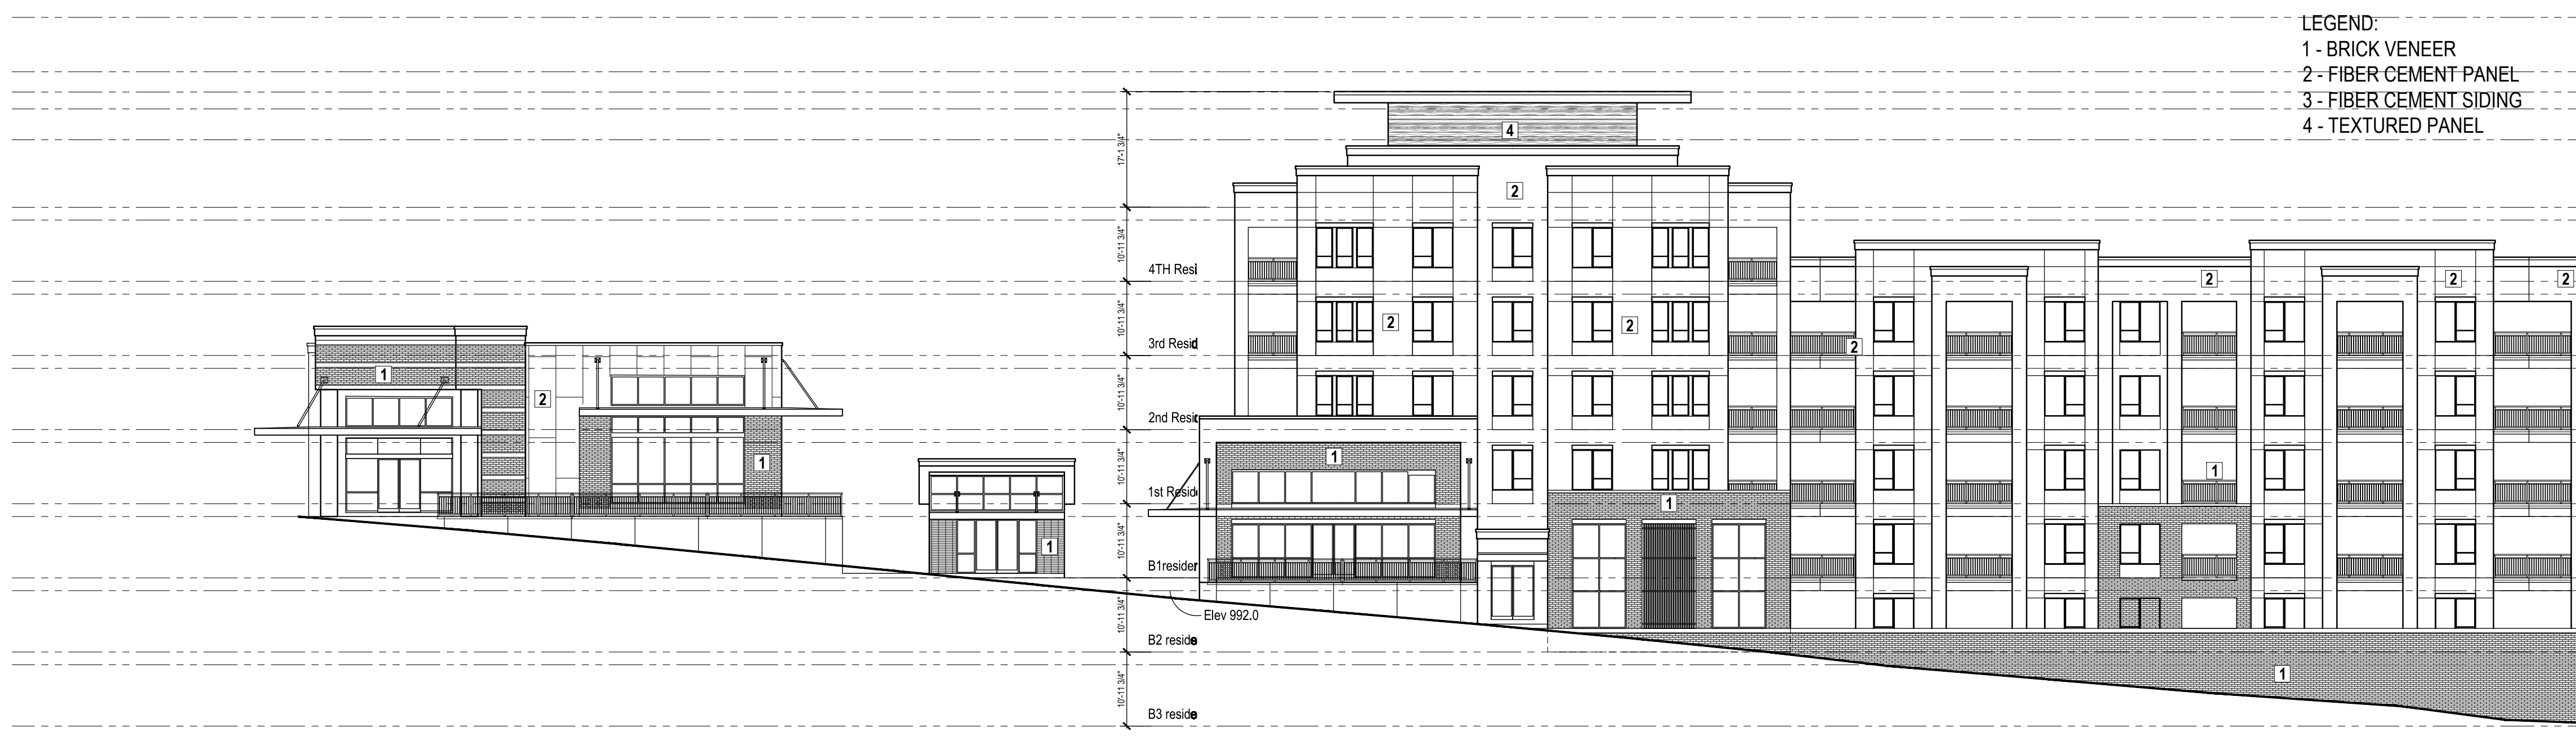 LEGEND:
1 - BRICK VENEER
2 - FIBER CEMENT PANEL
3 - FIBER CEMENT SIDING
4 - TEXTURED PANEL
4
17'-1 3/4"
2
2
2
2
10'-11 3/4"
4TH Resi
2
2
10'-11 3/4"
3rd Resid
2
1
2
10'-11 3/4"
2nd Resi
1
1
1
10'-11 3/4"
1st Resid
1
1
10'-11 3/4"
B1resider
Elev 992.0
10'-11 3/4"
B2 reside
1
10'-11 3/4"
B3 reside